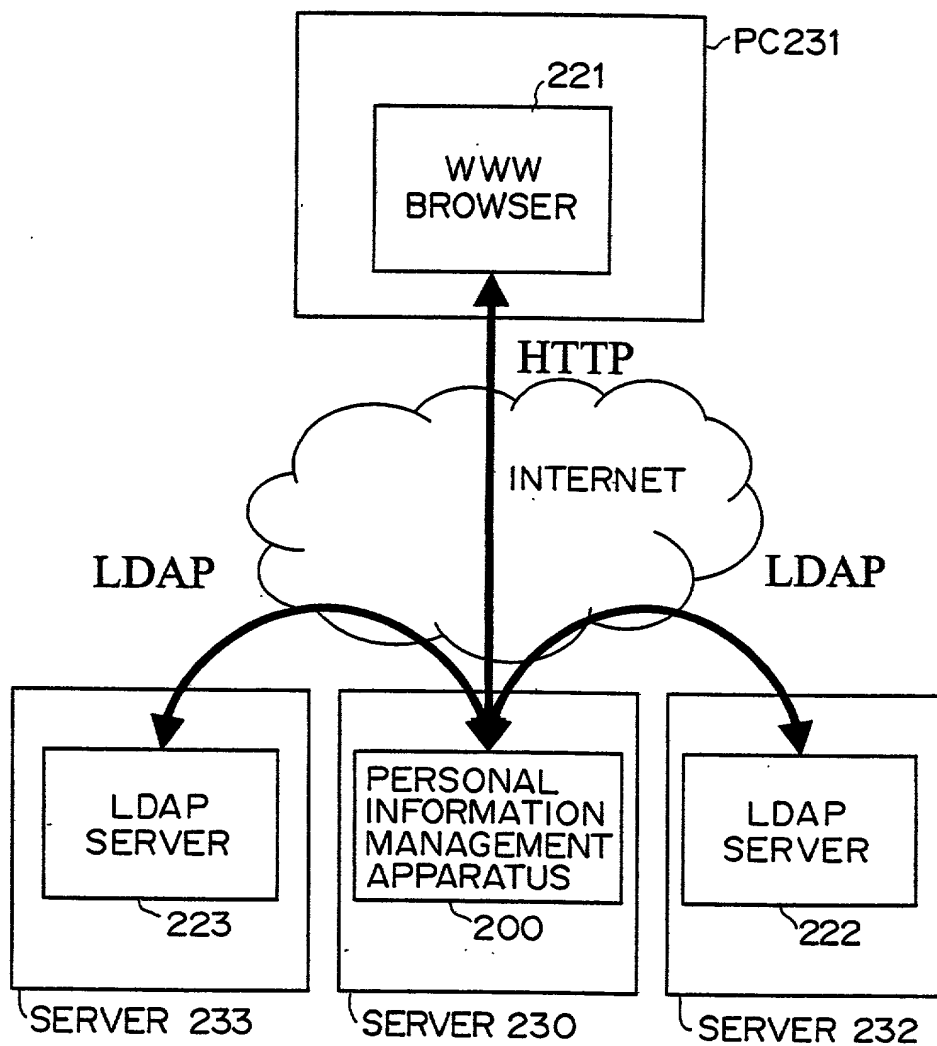 PC231
221
WWW
BROWSER
HTTP
INTERNET
LDAP
LDAP
LDAP
SERVER
223
SERVER 233
PERSONAL
INFORMATION
MANAGEMENT
APPARATUS
200
SERVER 230
LDAP
SERVER
222
SERVER 232